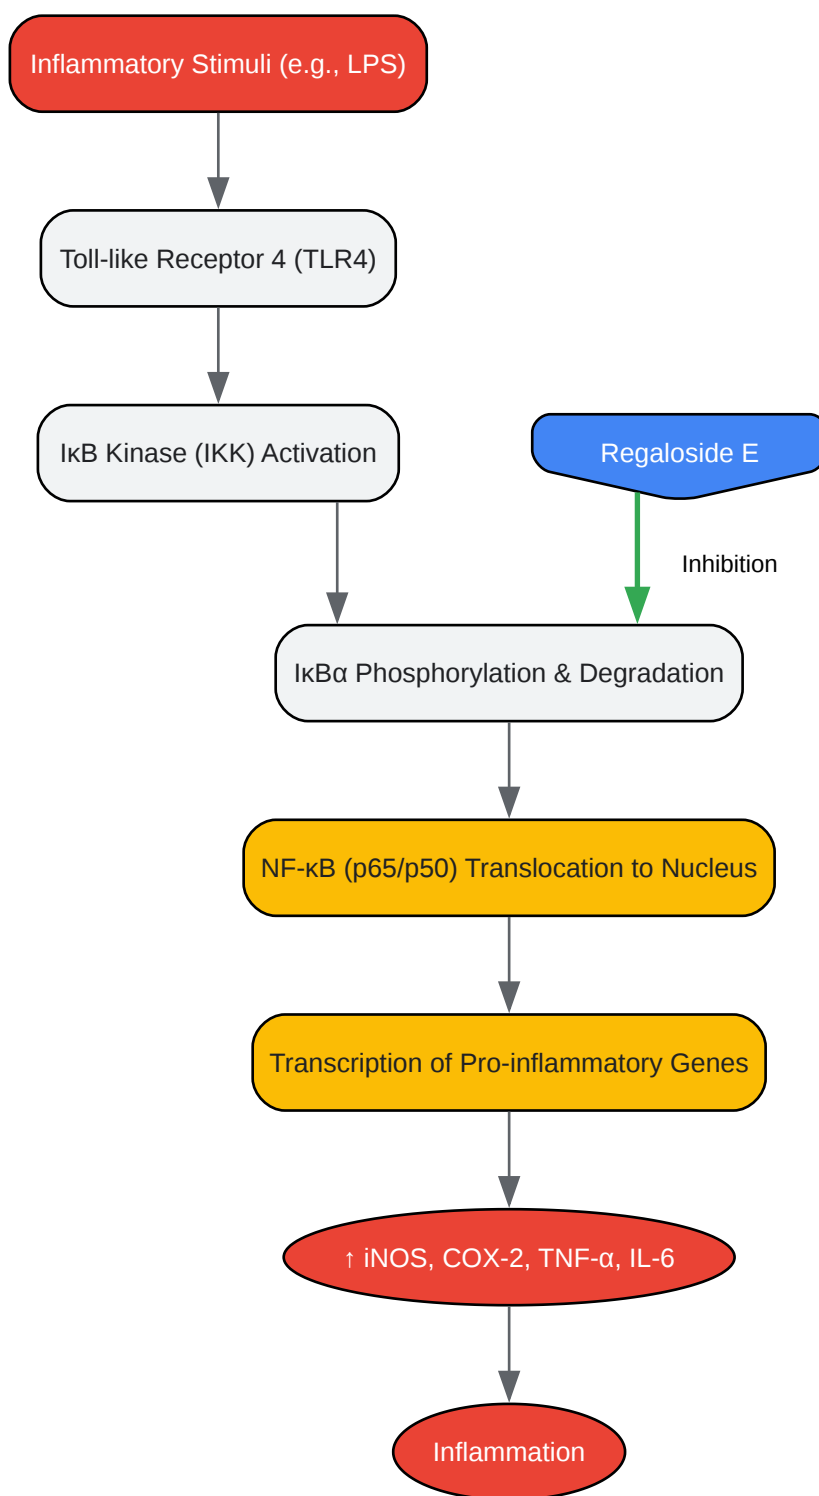 Inflammatory Stimuli (e.g., LPS)
Toll-like Receptor 4 (TLR4)
IκB Kinase (IKK) Activation
Regaloside E
Inhibition
IκBα Phosphorylation & Degradation
NF-κB (p65/p50) Translocation to Nucleus
Transcription of Pro-inflammatory Genes
↑ iNOS, COX-2, TNF-α, IL-6
Inflammation